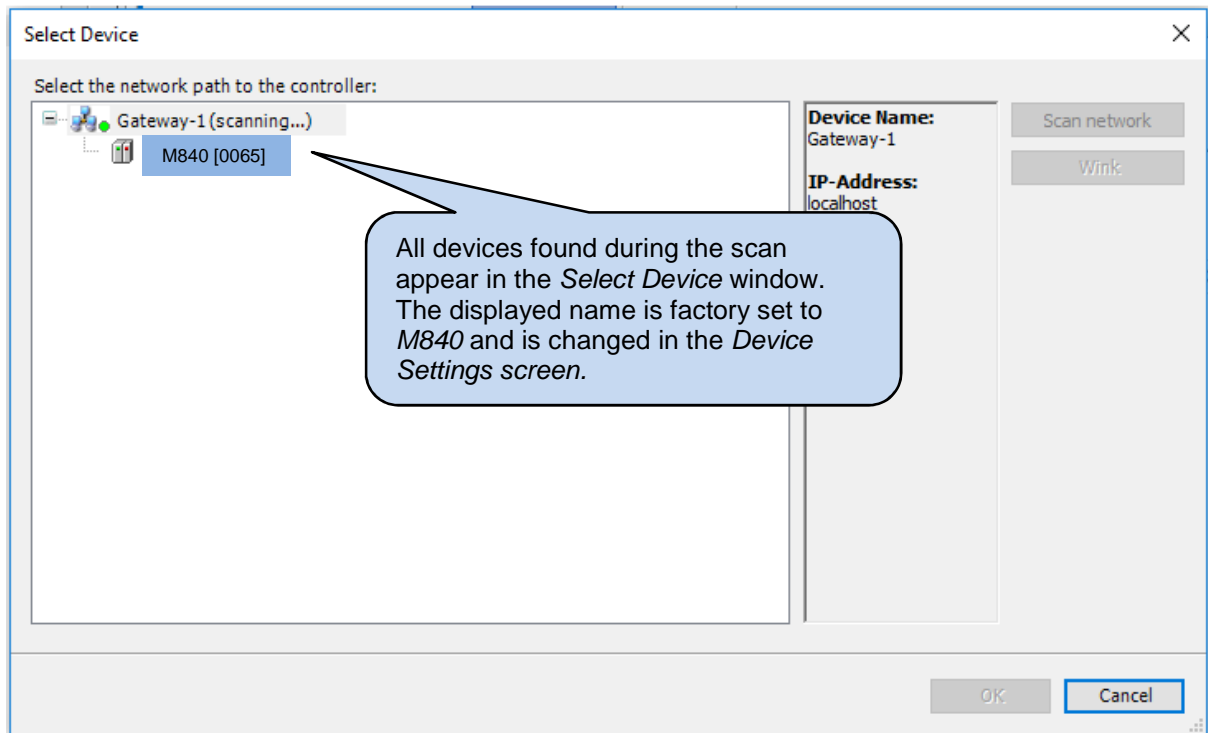 Select Device
Select the network path to the controller:
Gateway-1 (scanning...)
M840 [0065]
Device Name:
Gateway-1
IP-Address:
localhost
Scan network
Wink
All devices found during the scan
appear in the Select Device window.
The displayed name is factory set to
M840 and is changed in the Device
Settings screen.
OK
Cancel